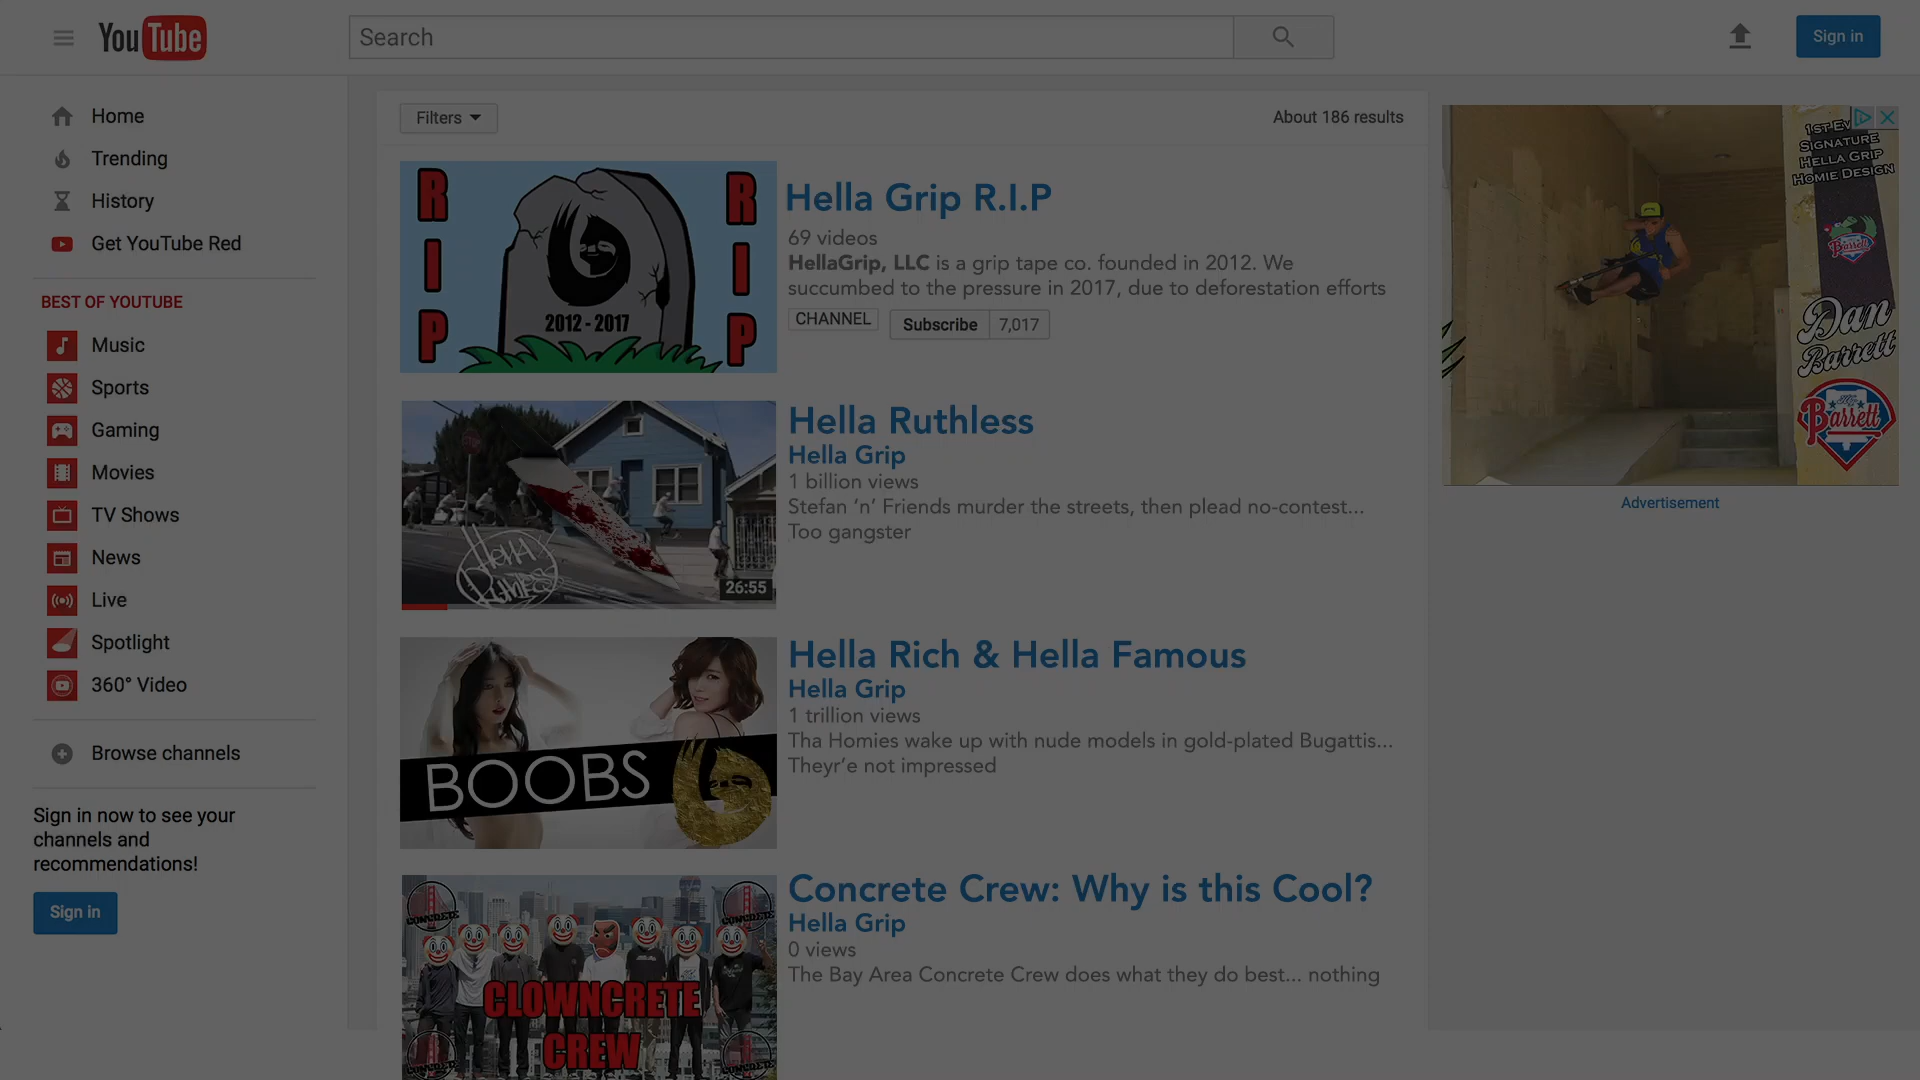 YouTube
Search
Sign in
Home
Trending
History
Get YouTube Red
BEST OF YOUTUBE
Music
Sports
Gaming
Movies
TV Shows
News
Live
Spotlight
360° Video
Browse channels
Sign in now to see your
channels and
recommendations!
Sign in
Filters
About 186 results
RIP
RIP
2012 - 2017
Hella Grip R.I.P
69 videos
HellaGrip, LLC is a grip tape co. founded in 2012. We
succumbed to the pressure in 2017, due to deforestation efforts
CHANNEL
Subscribe 7,017
Hella Ruthless
26:55
Hella Ruthless
Hella Grip
1 billion views
Stefan ‘n’ Friends murder the streets, then plead no-contest...
Too gangster
BOOBS
Hella Rich & Hella Famous
Hella Grip
1 trillion views
Tha Homies wake up with nude models in gold-plated Bugattis...
Theyr’e not impressed
CONCRETE
CONCRETE
CLOWNCRETE
CREW
Concrete Crew: Why is this Cool?
Hella Grip
0 views
The Bay Area Concrete Crew does what they do best... nothing
SIGNATURE
HELLA GRIP
HOMIE DESIGN
Barrett
Dan
Barrett
Barrett
Advertisement